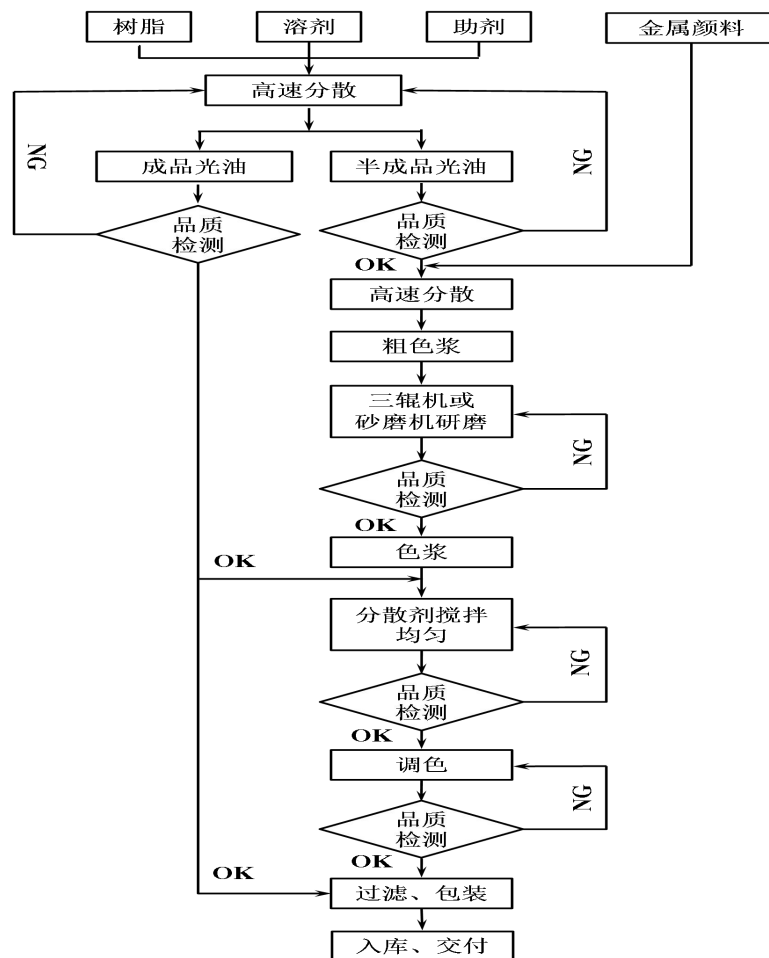 树脂
溶剂
助剂
金属颜料
高速分散
NG
NG
成品光油
半成品光油
品质
检测
品质
检测
OK
高速分散
粗色浆
三辊机或
砂磨机研磨
NG
品质
检测
OK
色浆
OK
分散剂搅拌
均匀
NG
品质
检测
OK
调色
NG
品质
检测
OK
OK
过滤、包装
入库、交付